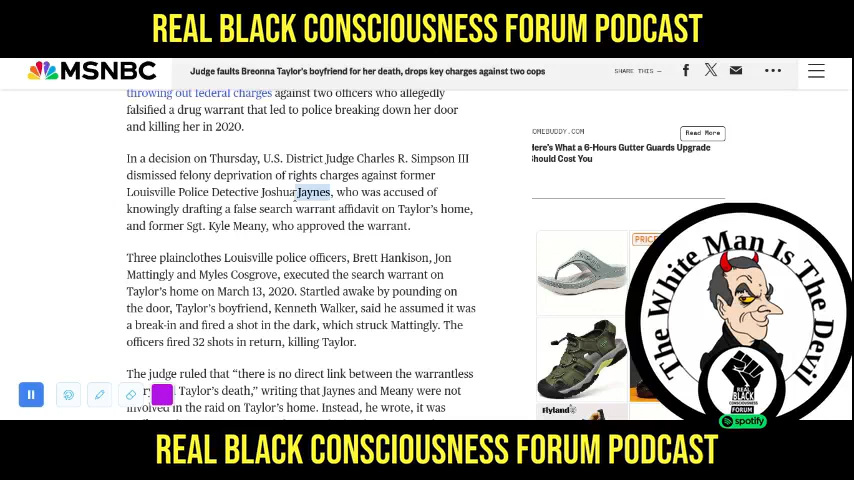 REAL BLACK CONSCIOUSNESS FORUM PODCAST
MSNBC
Judge faults Breonna Taylor's boyfriend for her death, drops key charges against two cops
SHARE THIS —
throwing out federal charges against two officers who allegedly
falsified a drug warrant that led to police breaking down her door
and killing her in 2020.
In a decision on Thursday, U.S. District Judge Charles R. Simpson III
dismissed felony deprivation of rights charges against former
Louisville Police Detective Joshua Jaynes, who was accused of
knowingly drafting a false search warrant affidavit on Taylor's home,
and former Sgt. Kyle Meany, who approved the warrant.
Three plainclothes Louisville police officers, Brett Hankison, Jon
Mattingly and Myles Cosgrove, executed the search warrant on
Taylor's home on March 13, 2020. Startled awake by pounding on
the door, Taylor's boyfriend, Kenneth Walker, said he assumed it was
a break-in and fired a shot in the dark, which struck Mattingly. The
officers fired 32 shots in return, killing Taylor.
The judge ruled that “there is no direct link between the warrantless
Taylor's death,” writing that Jaynes and Meany were not
involved in the raid on Taylor's home. Instead, he wrote, it was
OMEBUDDY.COM
Read More
Here's What a 6-Hours Gutter Guards Upgrade
Should Cost You
PRICE
Flyland
The White Man Is The Devil
REAL
BLACK
CONSCIOUSNESS
FORUM
Spotify
REAL BLACK CONSCIOUSNESS FORUM PODCAST